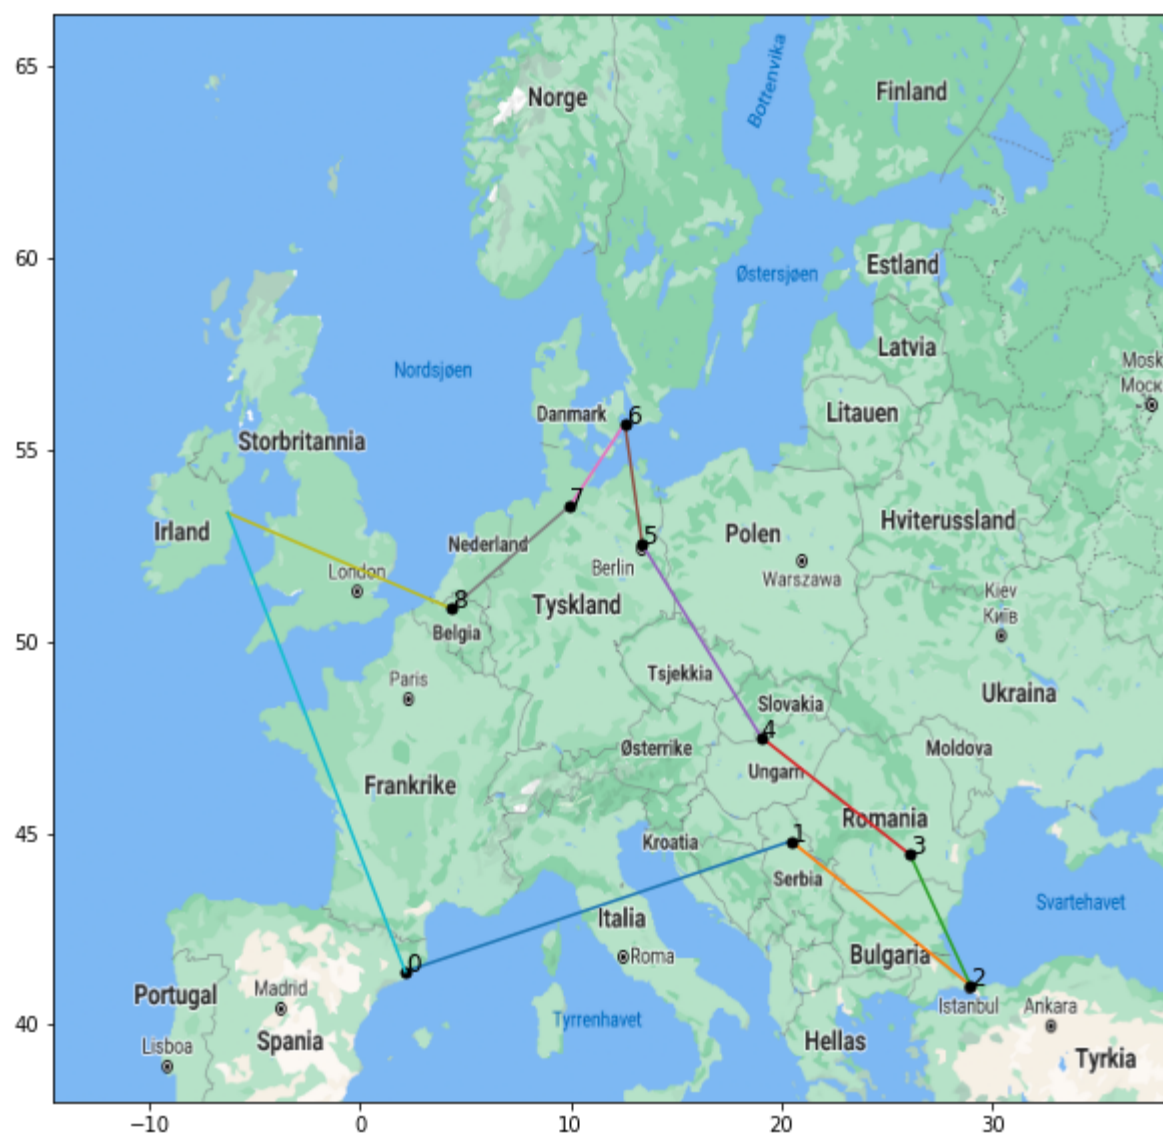 65
60
55
50
45
40
−10
0
10
20
30
Norge
Bottenvika
Finland
Østersjøen
Estland
Latvia
Nordsjøen
Mosk
Моск
Danmark
6
Litauen
Storbritannia
7
Irland
Nederland
5
Polen
Hviterussland
London
Berlin
Warszawa
8
Tyskland
Kiev
Київ
Belgia
Paris
Tsjekkia
Slovakia
Ukraina
4
Østerrike
Ungarn
Moldova
Frankrike
Romania
1
3
Kroatia
Serbia
Svartehavet
Italia
Bulgaria
0
Roma
2
Portugal
Madrid
Istanbul
Ankara
Tyrrenhavet
Lisboa
Spania
Hellas
Tyrkia